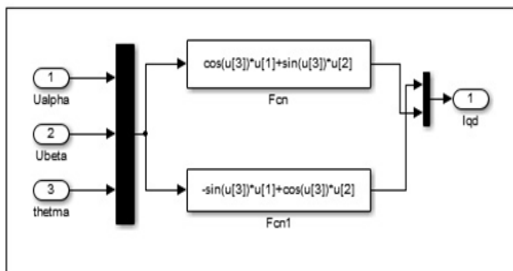 1
Ualpha
2
Ubeta
3
thetma
cos(u[3])*u[1]+sin(u[3])*u[2]
Fcn
-sin(u[3])*u[1]+cos(u[3])*u[2]
Fcn1
1
Iqd